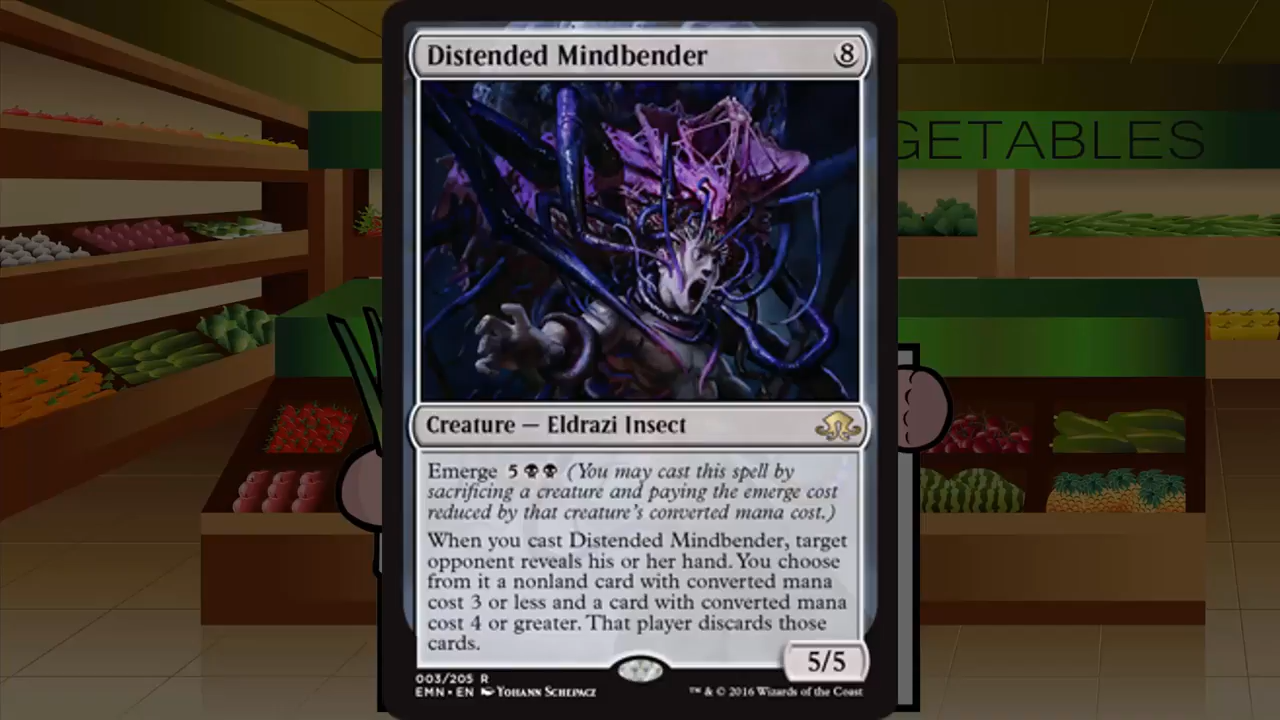 Distended Mindbender 8
GETABLES
Creature — Eldrazi Insect
Emerge 5 (You may cast this spell by
sacrificing a creature and paying the emerge cost
reduced by that creature's converted mana cost.)
When you cast Distended Mindbender, target
opponent reveals his or her hand. You choose
from it a nonland card with converted mana
cost 3 or less and a card with converted mana
cost 4 or greater. That player discards those
cards.
5/5
003/205 R
EMN • EN Yohann Schepacz
™ & © 2016 Wizards of the Coast